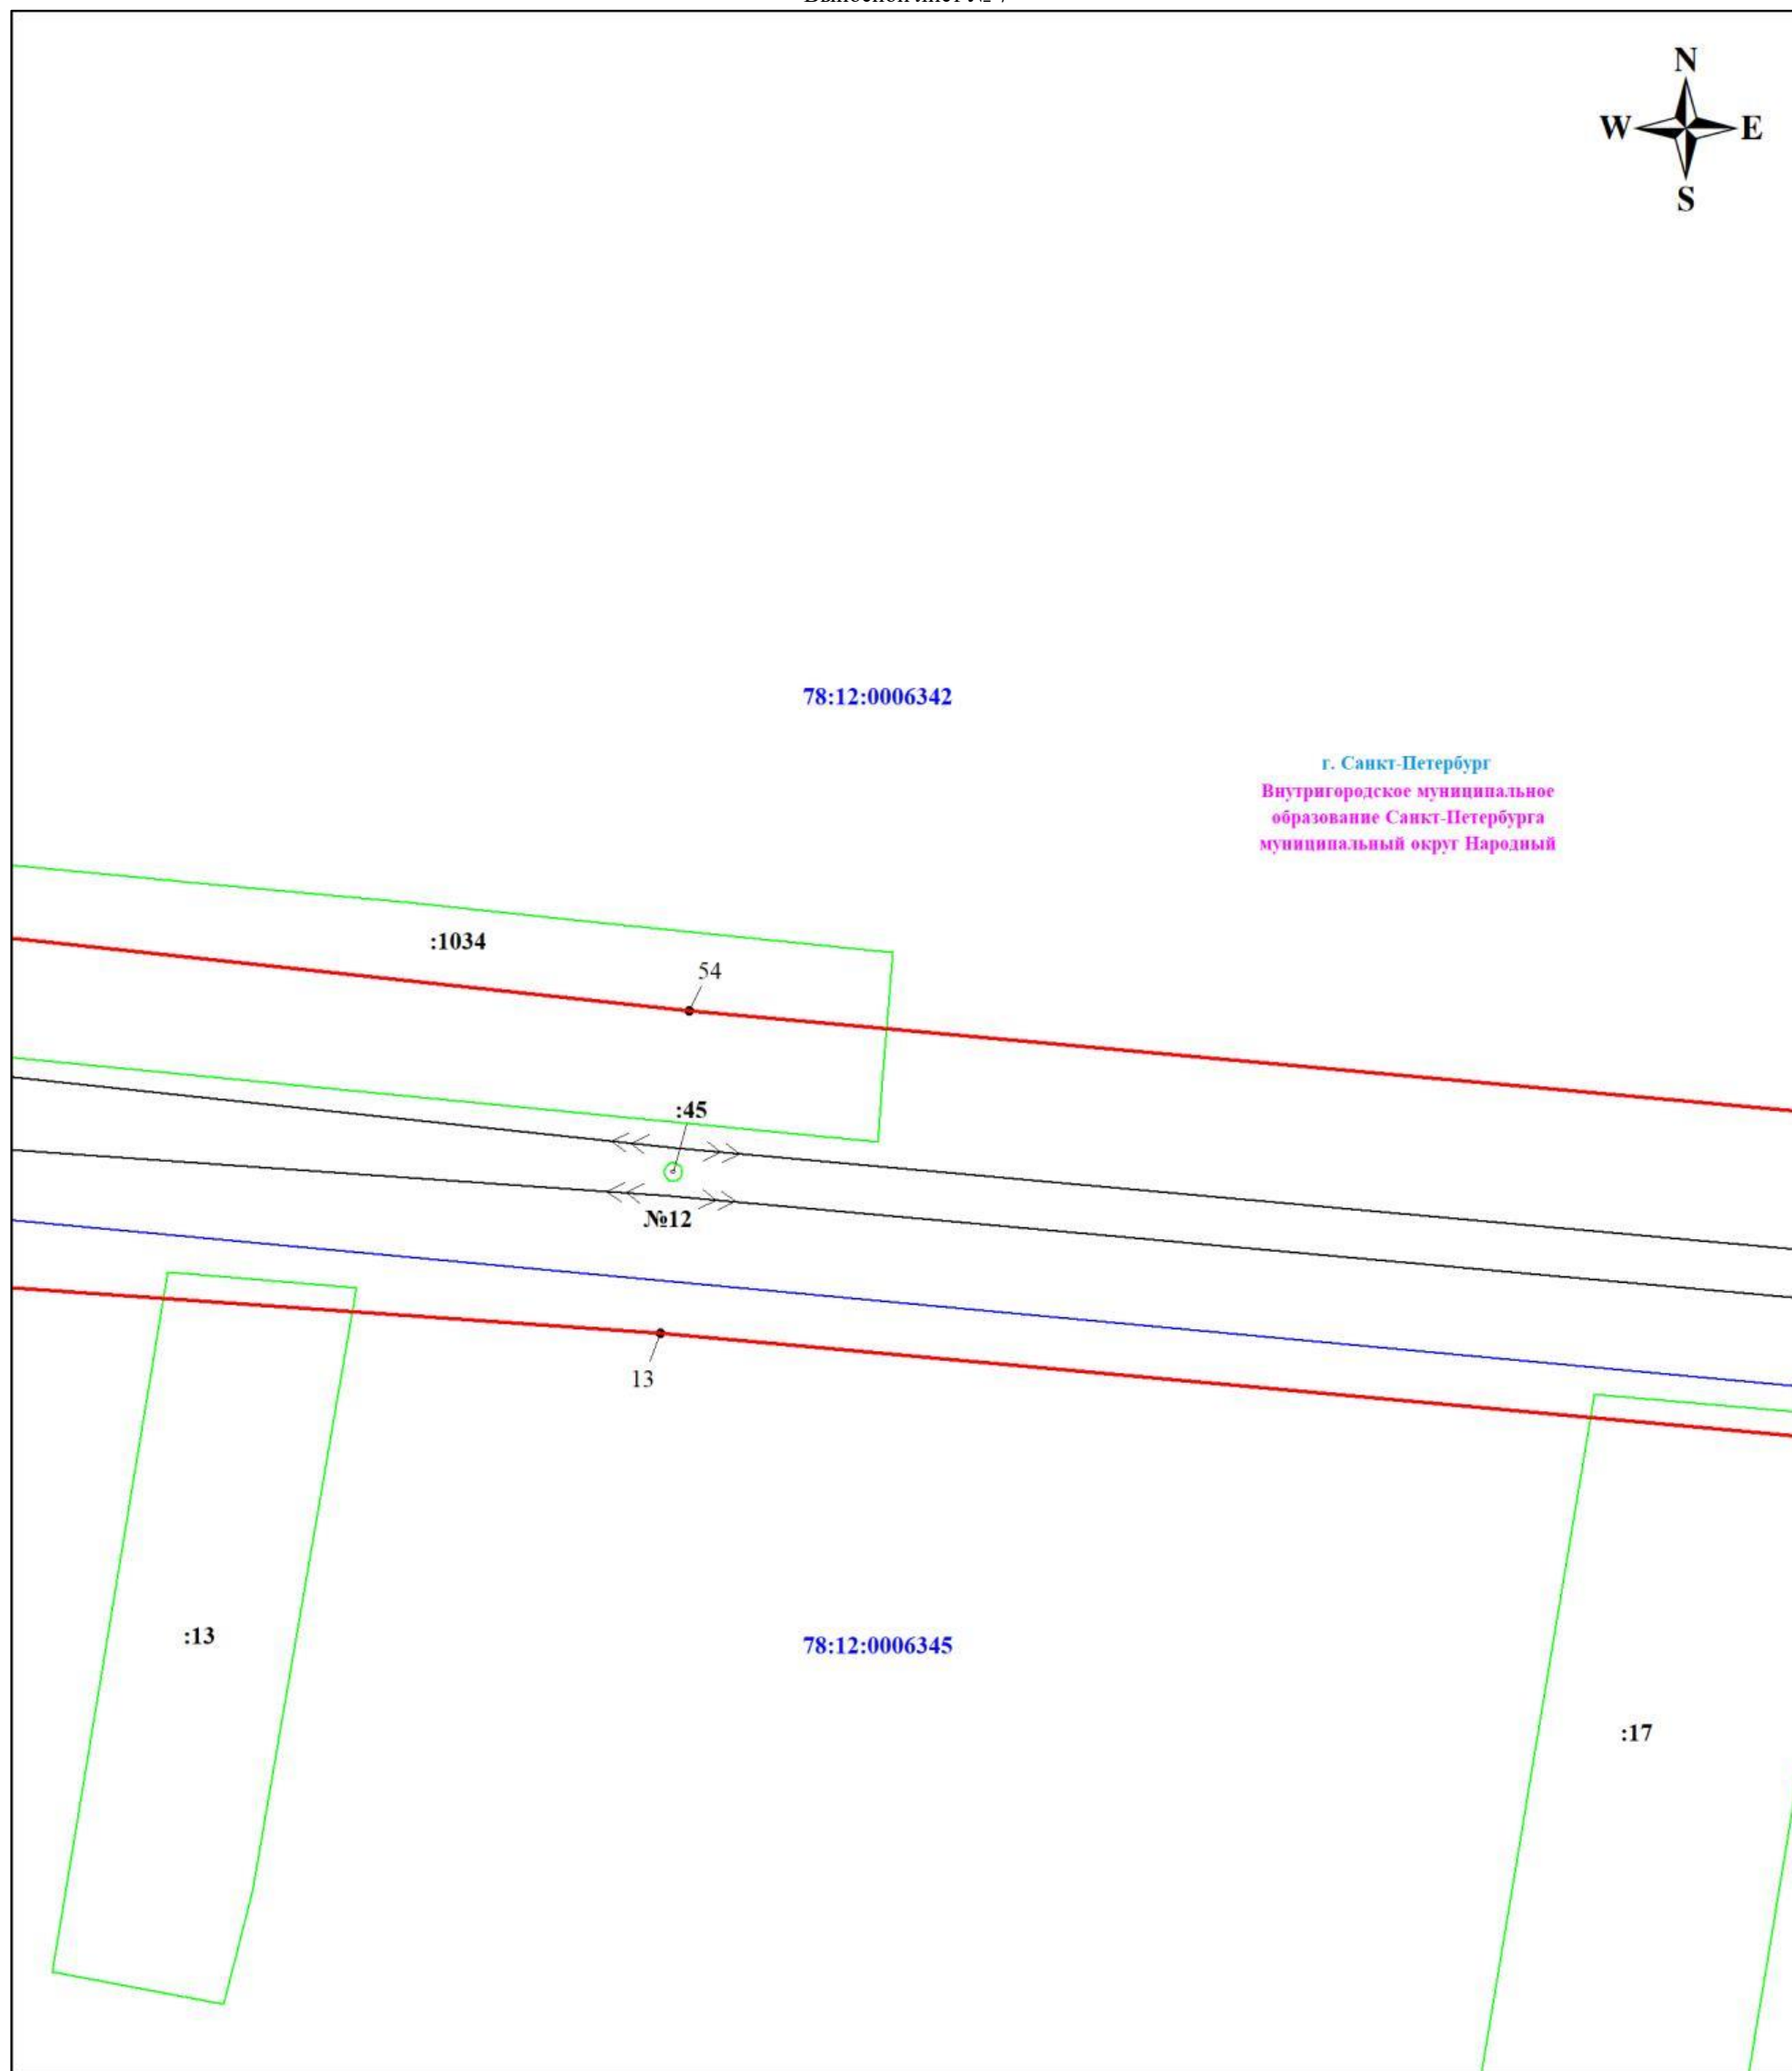 N
W E
S
78:12:0006342
г. Санкт-Петербург
Внутригородское муниципальное
образование Санкт-Петербурга
муниципальный округ Народный
:1034
54
:45
№12
13
:13
78:12:0006345
:17